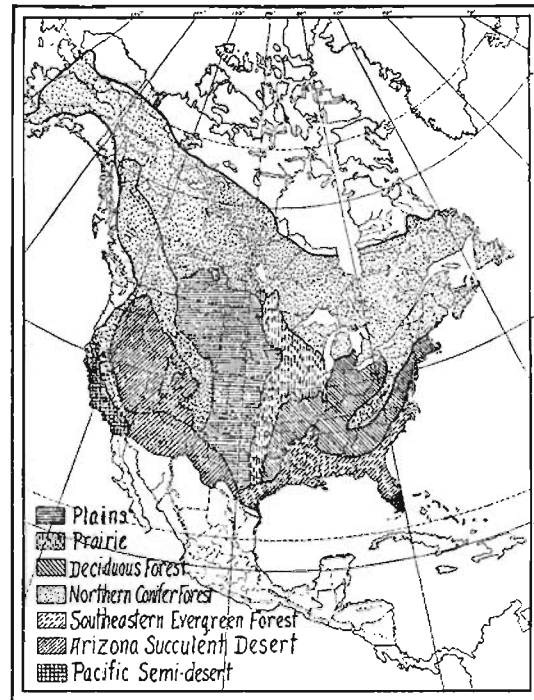 Plains
Prairie
Deciduous Forest
Northern Conifer Forest
Southeastern Evergreen Forest
Arizona Succulent Desert
Pacific Semi-desert